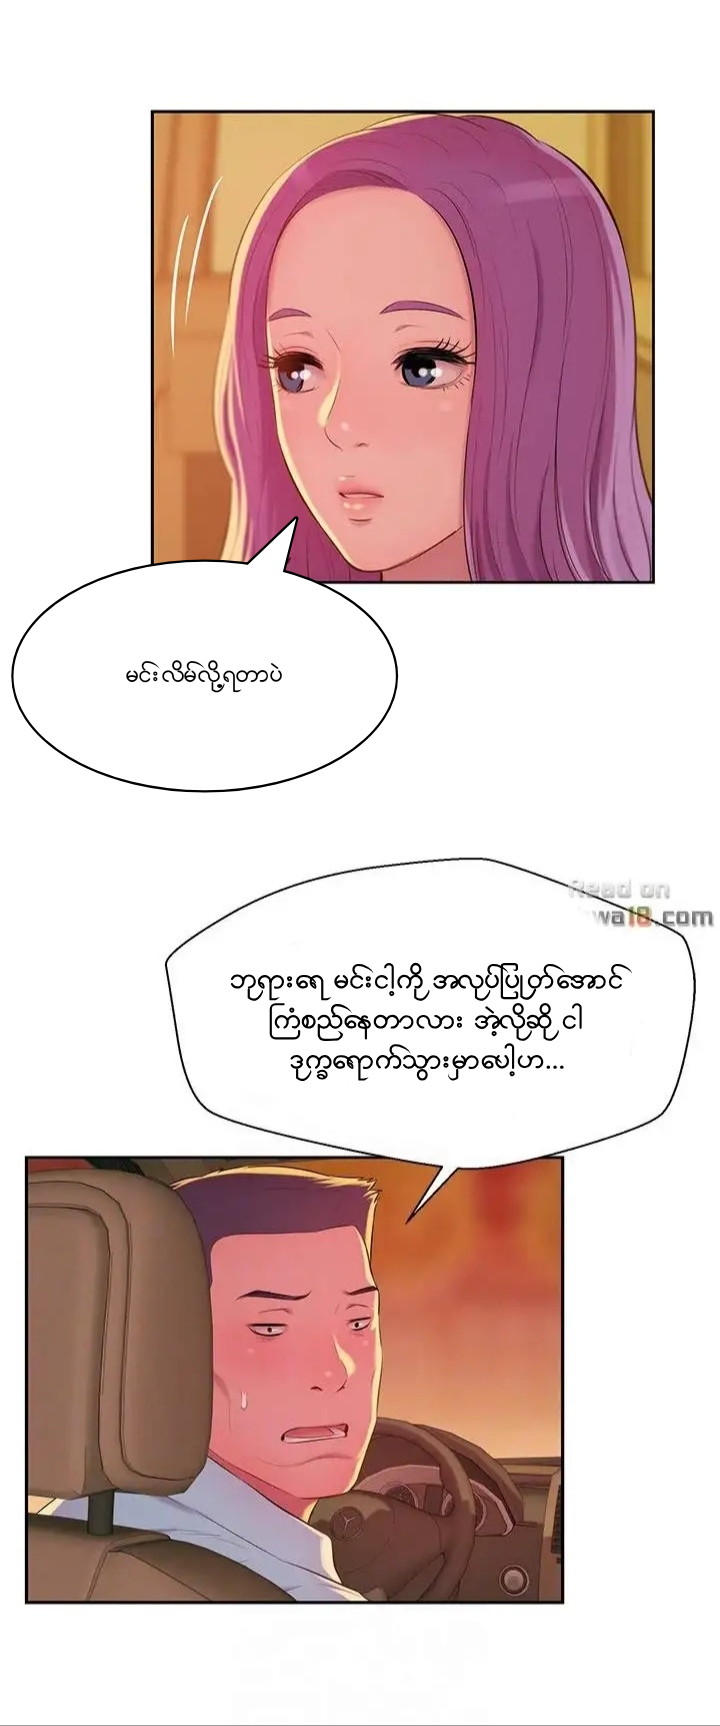 မင်းလိမ်လို့ရတာပဲ
Read on
wa18.com
ဘုရားရေ မင်းငါ့ကို အလုပ်ပြုတ်အောင်
ကြံစည်နေတာလား အဲ့လိုဆို ငါ
ဒုက္ခရောက်သွားမှာပေါ့ဟ...